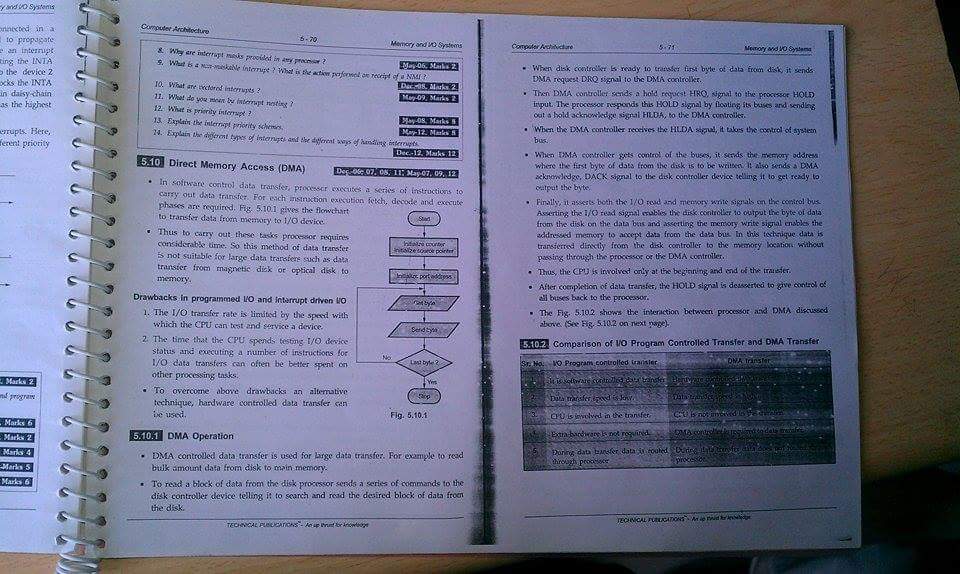 y and I/O Systems
nnected in a
l to propagate
e an interrupt
ting the INTA
o the device 2
ocks the INTA
in daisy-chain
as the highest
errupts. Here,
ferent priority
. Marks 2
nd program
. Marks 6
Marks 2
Marks 4
Marks 5
Marks 6
Computer Architecture
5 - 70
Memory and I/O Systems
8. Why are interrupt masks provided in any processor ?
May-06, Marks 2
9. What is a non-maskable interrupt ? What is the action performed on receipt of a NMI ?
Dec.-08, Marks 2
10. What are vectored interrupts ?
May-09, Marks 2
11. What do you mean by interrupt nesting ?
12. What is priority interrupt ?
May-08, Marks 8
13. Explain the interrupt priority schemes.
May-12, Marks 8
14. Explain the different types of interrupts and the different ways of handling interrupts.
Dec.-12, Marks 12
5.10 Direct Memory Access (DMA)
Dec.-06, 07, 08, 11, May-07, 09, 12
• In software control data transfer, processor executes a series of instructions to
carry out data transfer. For each instruction execution fetch, decode and execute
phases are required. Fig. 5.10.1 gives the flowchart
to transfer data from memory to I/O device.
• Thus to carry out these tasks processor requires
considerable time. So this method of data transfer
is not suitable for large data transfers such as data
transfer from magnetic disk or optical disk to
memory.
Drawbacks in programmed I/O and interrupt driven I/O
1. The I/O transfer rate is limited by the speed with
which the CPU can test and service a device.
2. The time that the CPU spends testing I/O device
status and executing a number of instructions for
I/O data transfers can often be better spent on
other processing tasks.
• To overcome above drawbacks an alternative
technique, hardware controlled data transfer can
be used.
Start
Initialize counter
Initialize source pointer
Initialize port address
Get byte
Send byte
Last byte ?
No
Yes
Stop
Fig. 5.10.1
5.10.1 DMA Operation
• DMA controlled data transfer is used for large data transfer. For example to read
bulk amount data from disk to main memory.
• To read a block of data from the disk processor sends a series of commands to the
disk controller device telling it to search and read the desired block of data from
the disk.
TECHNICAL PUBLICATIONS™ - An up thrust for knowledge
Computer Architecture
5 - 71
Memory and I/O Systems
• When disk controller is ready to transfer first byte of data from disk, it sends
DMA request DRQ signal to the DMA controller.
• Then DMA controller sends a hold request HRQ, signal to the processor HOLD
input. The processor responds this HOLD signal by floating its buses and sending
out a hold acknowledge signal HLDA, to the DMA controller.
• When the DMA controller receives the HLDA signal, it takes the control of system
bus.
• When DMA controller gets control of the buses, it sends the memory address
where the first byte of data from the disk is to be written. It also sends a DMA
acknowledge, DACK signal to the disk controller device telling it to get ready to
output the byte.
• Finally, it asserts both the I/O read and memory write signals on the control bus.
Asserting the I/O read signal enables the disk controller to output the byte of data
from the disk on the data bus and asserting the memory write signal enables the
addressed memory to accept data from the data bus. In this technique data is
transferred directly from the disk controller to the memory location without
passing through the processor or the DMA controller.
• Thus, the CPU is involved only at the beginning and end of the transfer.
• After completion of data transfer, the HOLD signal is deasserted to give control of
all buses back to the processor.
• The Fig. 5.10.2 shows the interaction between processor and DMA discussed
above. (See Fig. 5.10.2 on next page).
5.10.2 Comparison of I/O Program Controlled Transfer and DMA Transfer
Sr. No. I/O Program controlled transfer DMA Transfer
It is software controlled data transfer Hardware
2. Data transfer speed is low. Data transfer speed is
3. CPU is involved in the transfer. CPU is not involved in the transfer.
Extra hardware is not required. DMA controller is required to data transfer.
5. During data transfer data is routed During data transfer data does not routed
through processor processor.
TECHNICAL PUBLICATIONS™ - An up thrust for knowledge